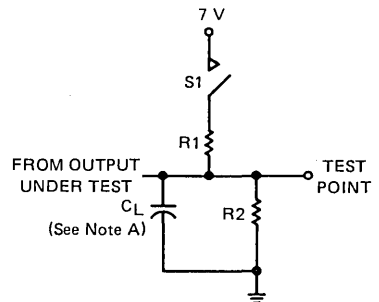 7 V
S1
R1
FROM OUTPUT
UNDER TEST
TEST
POINT
CL
(See Note A)
R2